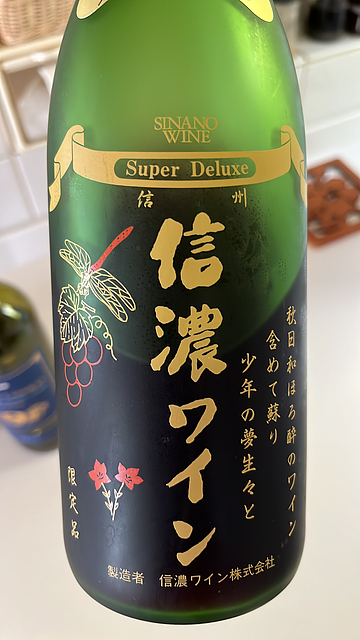 SINANO
WINE
Super Deluxe
信州
信濃ワイン
秋日和ほろ酔のワイン
含めて蘇り
少年の夢生々と
限定品
製造者 信濃ワイン株式会社